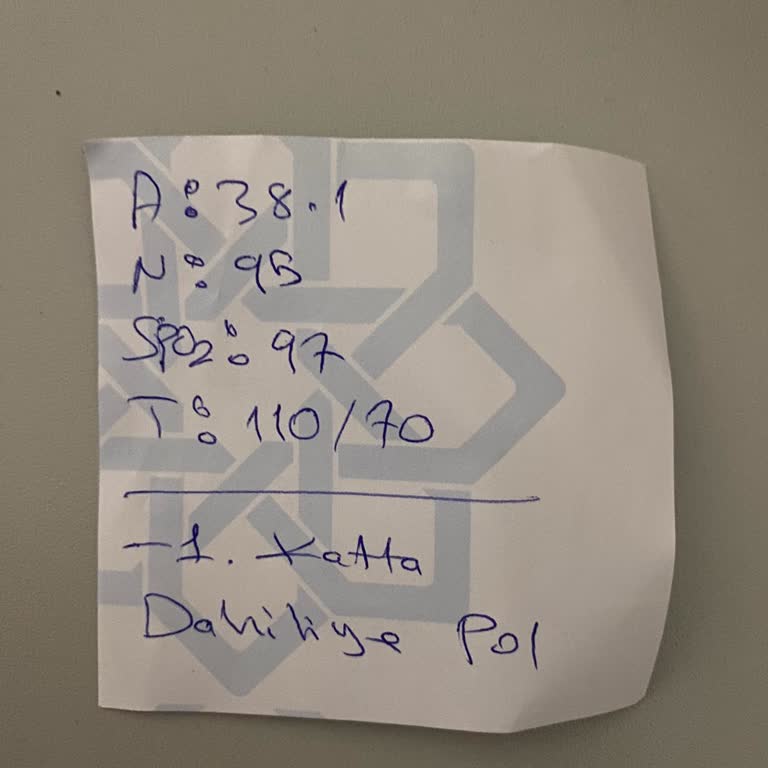 A: 38.1
N: 95
SPO2: 97
T: 110/70
-1. Katta
Dahiliye Pol